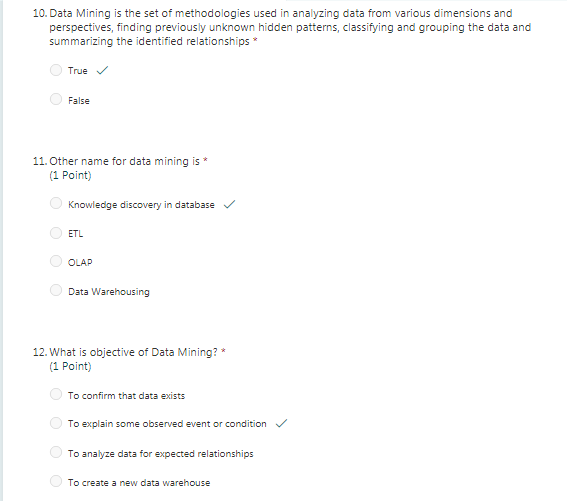 10. Data Mining is the set of methodologies used in analyzing data from various dimensions and
perspectives, finding previously unknown hidden patterns, classifying and grouping the data and
summarizing the identified relationships *
True
False
11. Other name for data mining is *
(1 Point)
Knowledge discovery in database
ETL
OLAP
Data Warehousing
12. What is objective of Data Mining? *
(1 Point)
To confirm that data exists
To explain some observed event or condition
To analyze data for expected relationships
To create a new data warehouse